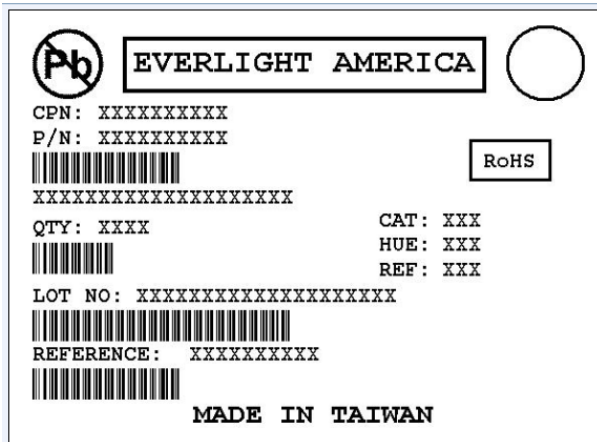 Pb
EVERLIGHT AMERICA
CPN: XXXXXXXXXX
P/N: XXXXXXXXXX
RoHS
XXXXXXXXXXXXXXXXXXXX
QTY: XXXX
CAT: XXX
HUE: XXX
REF: XXX
LOT NO: XXXXXXXXXXXXXXXXXXXX
REFERENCE: XXXXXXXXXX
MADE IN TAIWAN